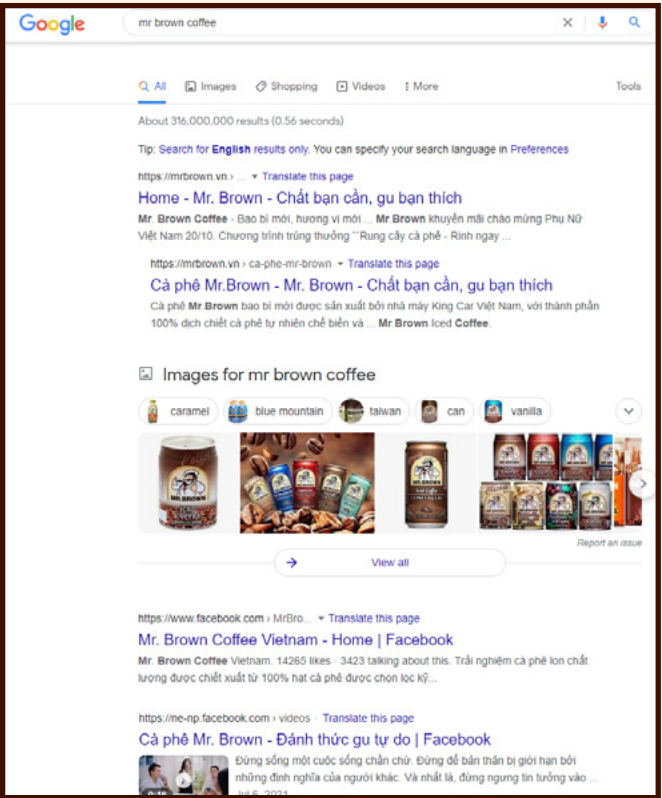 Google
mr brown coffee
All Images Shopping Videos More Tools
About 316,000,000 results (0.56 seconds)
Tip: Search for English results only. You can specify your search language in Preferences
https://mrbrown.vn › ... Translate this page
Home - Mr. Brown - Chất bạn cần, gu bạn thích
Mr. Brown Coffee - Bao bì mới, hương vị mới ... Mr.Brown khuyến mãi chào mừng Phụ Nữ
Việt Nam 20/10. Chương trình trúng thưởng ``Rung cây cà phê - Rinh ngay ...
https://mrbrown.vn › ca-phe-mr-brown Translate this page
Cà phê Mr.Brown - Mr. Brown - Chất bạn cần, gu bạn thích
Cà phê Mr.Brown bao bì mới được sản xuất bởi nhà máy King Car Việt Nam, với thành phần
100% dịch chiết cà phê tự nhiên chế biến và ... Mr.Brown Iced Coffee.
Images for mr brown coffee
caramel blue mountain taiwan can vanilla
MR.BROWN
MR.BROWN
Report an issue
View all
https://www.facebook.com › MrBro... Translate this page
Mr. Brown Coffee Vietnam - Home | Facebook
Mr. Brown Coffee Vietnam. 14265 likes · 3423 talking about this. Trải nghiệm cà phê lon chất
lượng được chiết xuất từ 100% hạt cà phê được chọn lọc kỹ...
https://ne-np.facebook.com › videos Translate this page
Cà phê Mr. Brown - Đánh thức gu tự do | Facebook
Đừng sống một cuộc sống chần chừ. Đừng để bản thân bị giới hạn bởi
những định nghĩa của người khác. Và nhất là, đừng ngưng tin tưởng vào ...
Jul 6, 2021